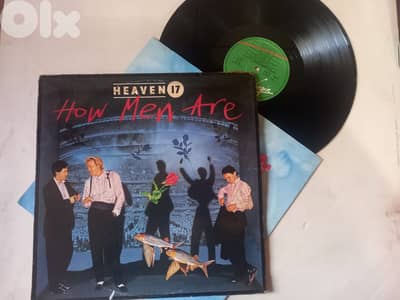 OLX
HEAVEN 17
How Men Are